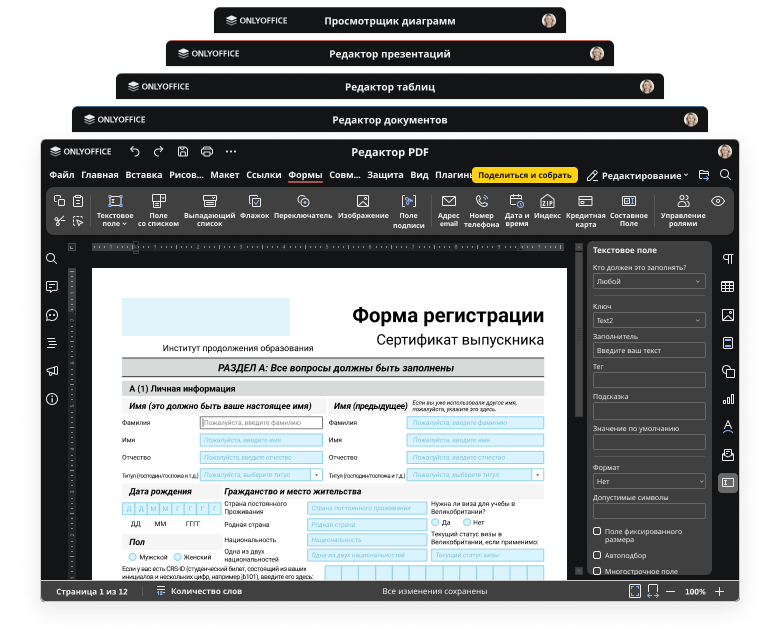 ONLYOFFICE Просмотрщик диаграмм
ONLYOFFICE Редактор презентаций
ONLYOFFICE Редактор таблиц
ONLYOFFICE Редактор документов
ONLYOFFICE Редактор PDF
Файл Главная Вставка Рисов... Макет Ссылки Формы Совм... Защита Вид Плагины Поделиться и собрать Редактирование
Текстовое поле
Поле со списком
Выпадающий список
Флажок
Переключатель
Изображение
Поле подписи
Адрес email
Номер телефона
Дата и время
ZIP
Индекс
Кредитная карта
Составное Поле
Управление ролями
Форма регистрации
Сертификат выпускника
Институт продолжения образования
РАЗДЕЛ А: Все вопросы должны быть заполнены
А (1) Личная информация
Имя (это должно быть ваше настоящее имя)
Имя (предыдущее)
Если вы уже использовали другое имя,
пожалуйста, укажите это здесь.
Фамилия Пожалуйста, введите фамилию Фамилия Пожалуйста, введите фамилию
Имя Пожалуйста, введите имя Имя Пожалуйста, введите имя
Отчество Пожалуйста, введите отчество Отчество Пожалуйста, введите отчество
Титул (господин/госпожа и т.д.) Пожалуйста, выберите титул Титул (господин/госпожа и т.д.) Пожалуйста, выберите титул
Дата рождения
Д Д М М Г Г Г Г
ДД ММ ГГГГ
Пол
Мужской Женский
Гражданство и место жительства
Страна постоянного
Проживания
Страна постоянного проживания
Родная страна Родная страна
Национальность Национальность
Одна из двух
национальностей
Одна из двух национальностей
Нужна ли виза для учебы в
Великобритании?
Да Нет
Текущий статус визы в
Великобритании, если применимо:
Текущий статус визы:
Если у вас есть CRS-ID (студенческий билет, состоящий из ваших
инициалов и нескольких цифр, например jb101), введите его здесь:
Текстовое поле
Кто должен это заполнять?
Любой
Ключ
Text2
Заполнитель
Введите ваш текст
Тег
Подсказка
Значение по умолчанию
Формат
Нет
Допустимые символы
Поле фиксированного
размера
Автоподбор
Многострочное поле
Страница 1 из 12 Количество слов Все изменения сохранены 100%